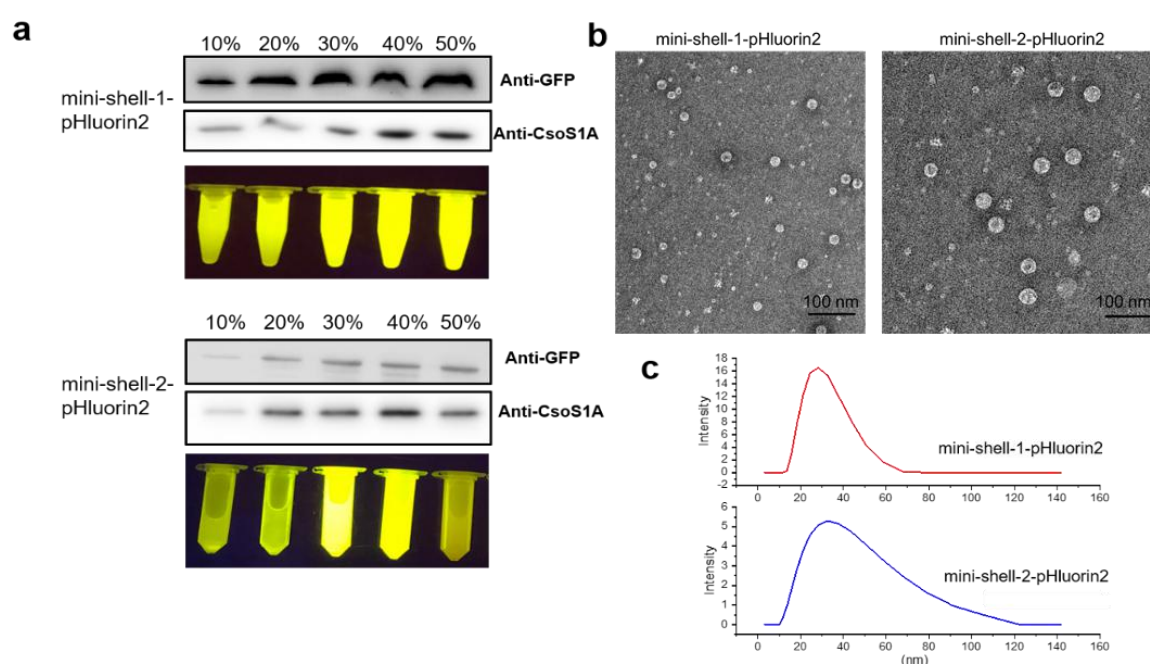 a
10% 20% 30% 40% 50%
mini-shell-1-
pHluorin2
Anti-GFP
Anti-CsoS1A
10% 20% 30% 40% 50%
mini-shell-2-
pHluorin2
Anti-GFP
Anti-CsoS1A
b
mini-shell-1-pHluorin2
mini-shell-2-pHluorin2
100 nm
100 nm
c
18
16
14
12
10
8
6
4
2
0
-2
Intensity
mini-shell-1-pHluorin2
0 20 40 60 80 100 120 140 160
6
5
4
3
2
1
0
Intensity
mini-shell-2-pHluorin2
0 20 40 60 80 100 120 140 160
(nm)